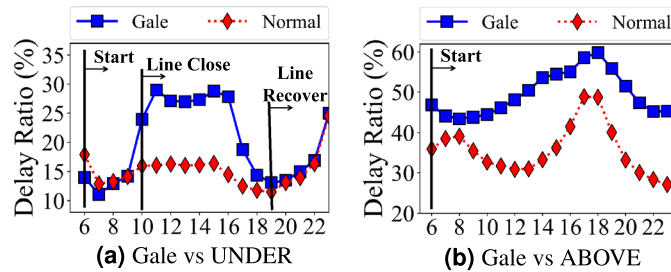 Gale Normal
Delay Ratio (%)
35
30
25
20
15
10
Start
Line Close
Line
Recover
6 8 10 12 14 16 18 20 22
(a) Gale vs UNDER
Gale Normal
Delay Ratio (%)
60
50
40
30
20
Start
6 8 10 12 14 16 18 20 22
(b) Gale vs ABOVE